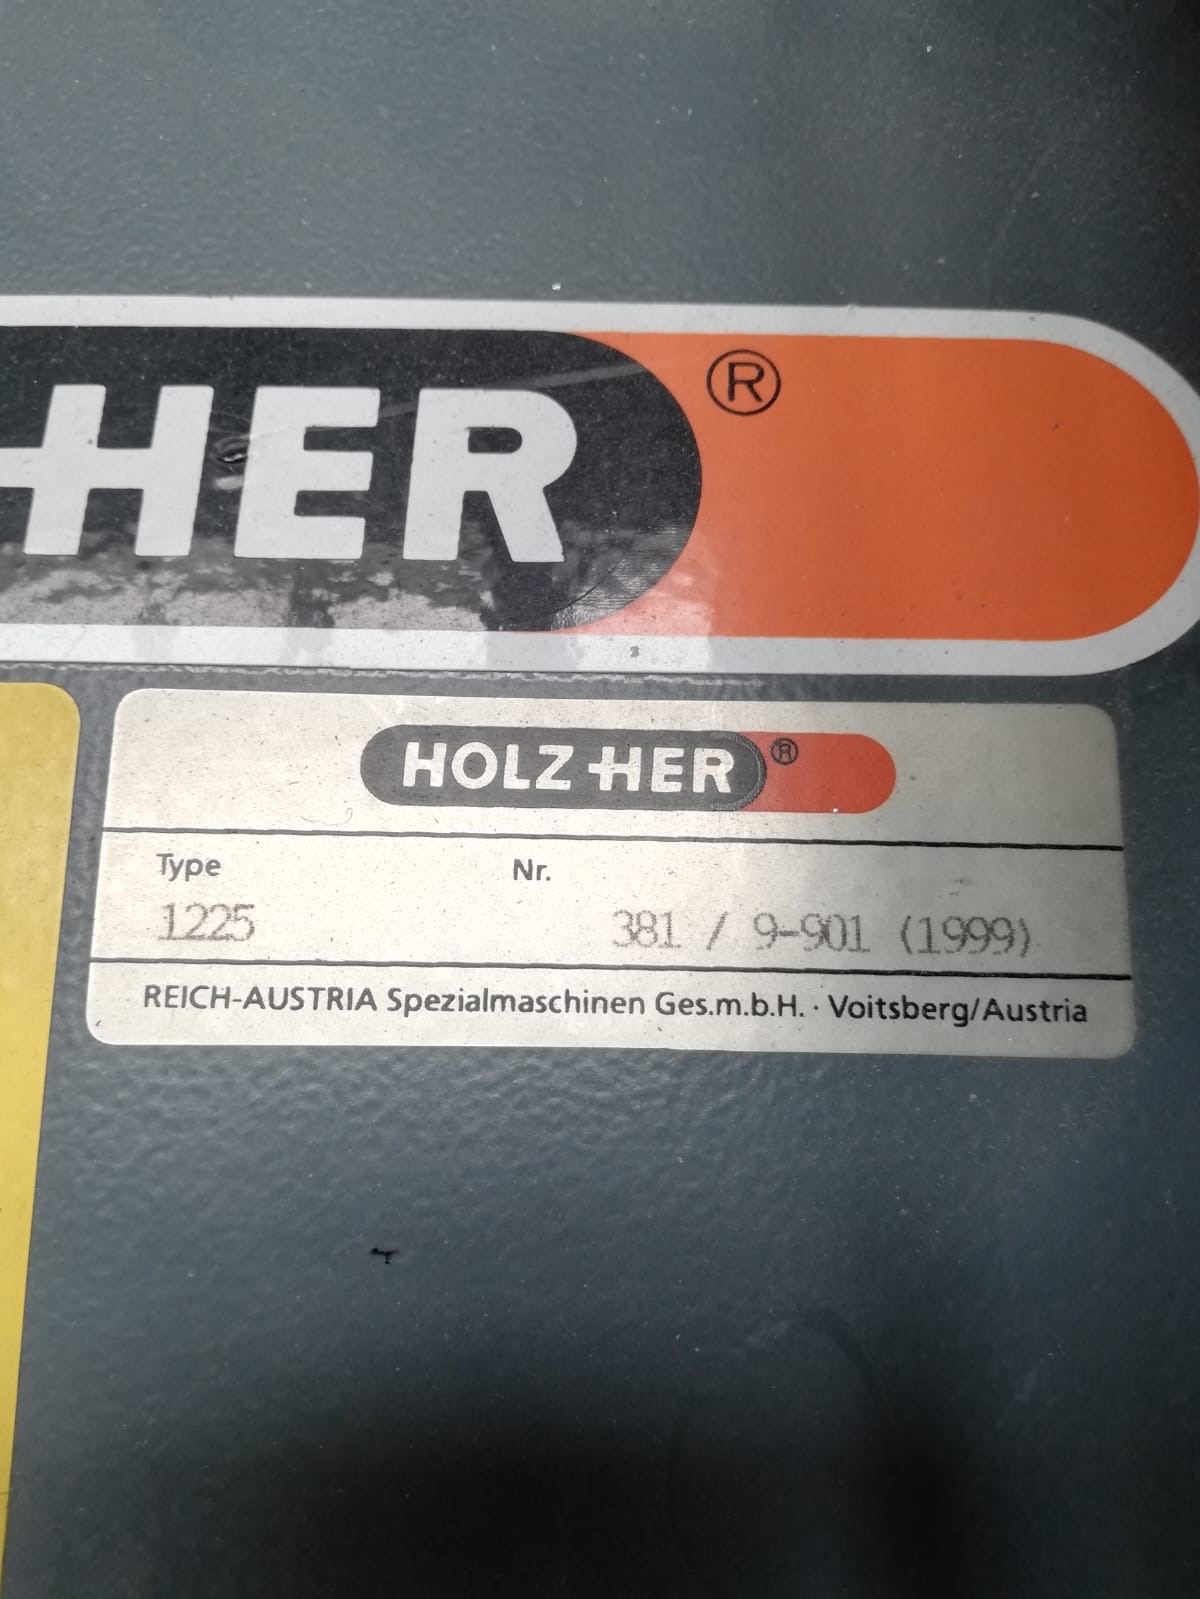 HER ®
HOLZ-HER ®
Type Nr.
1225 381 / 9-901 (1999)
REICH-AUSTRIA Spezialmaschinen Ges.m.b.H. · Voitsberg/Austria